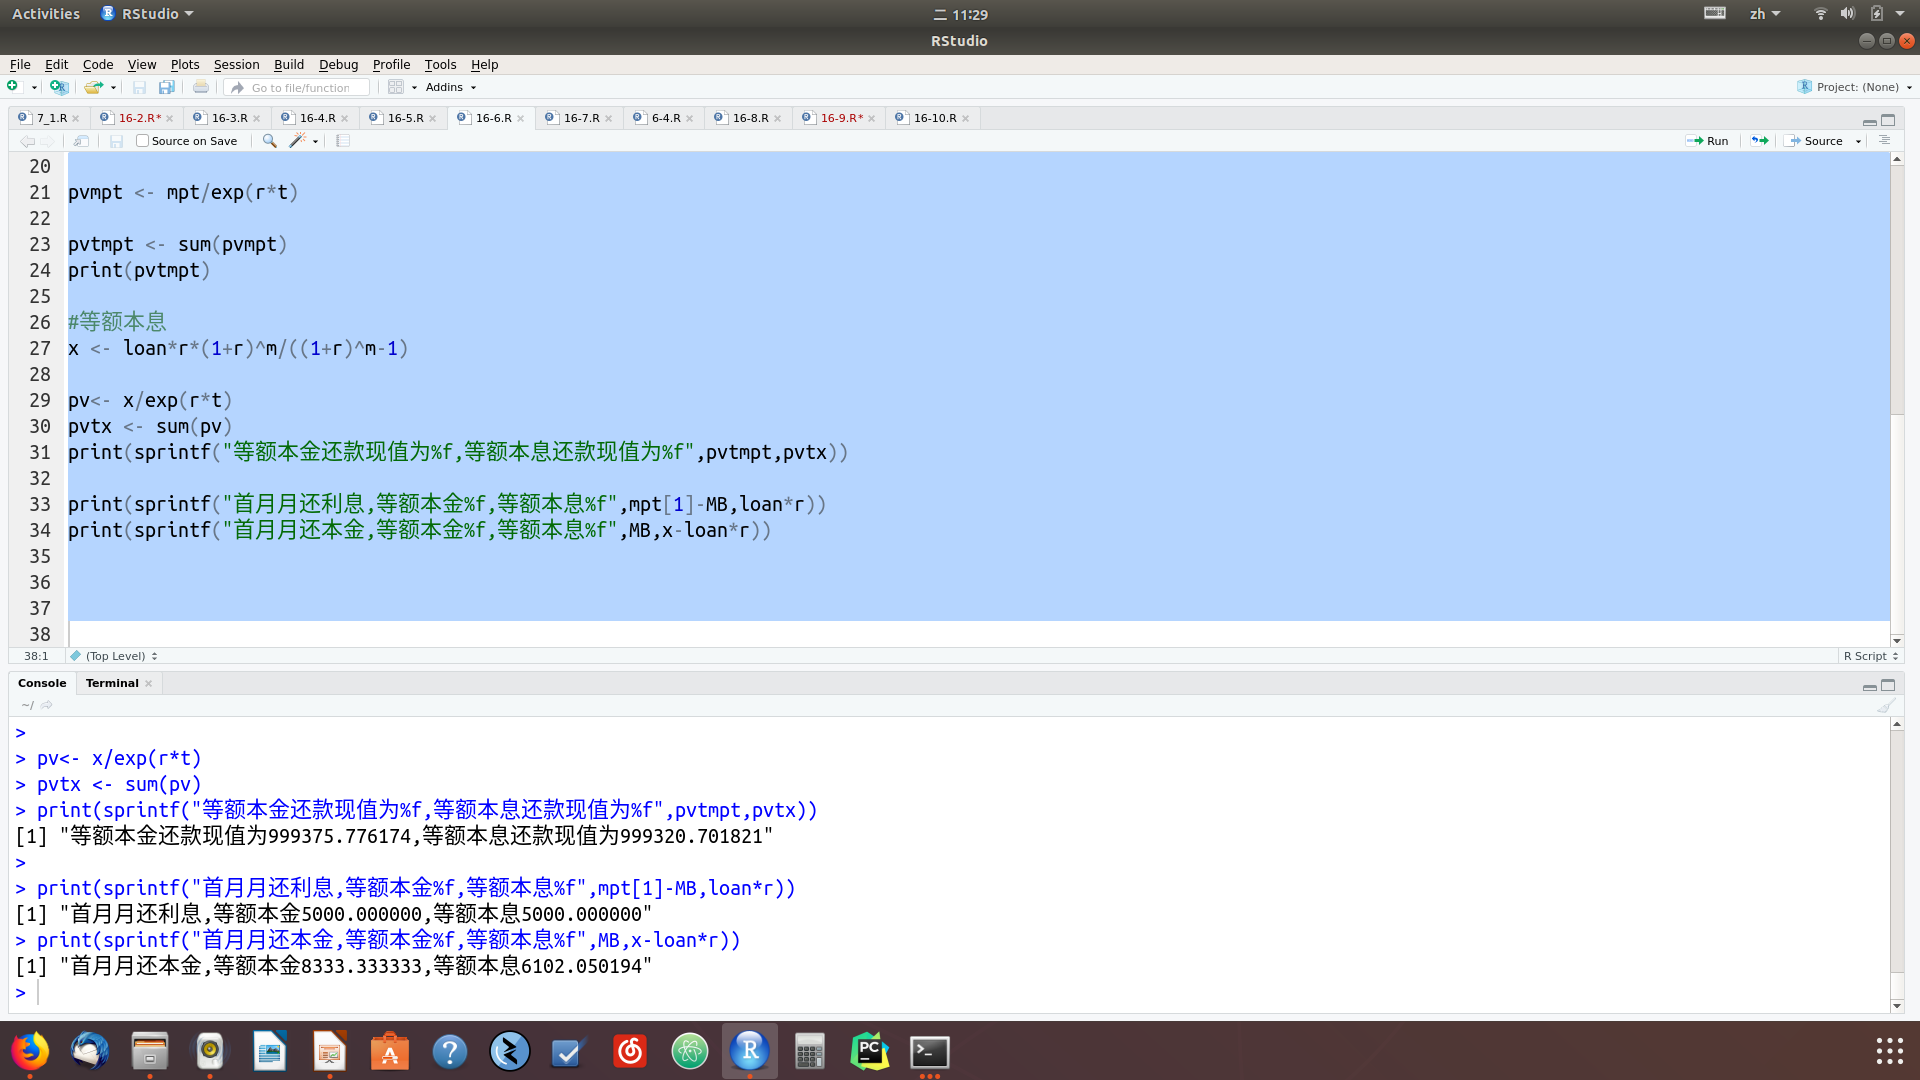 Activities RStudio 二 11:29 zh
RStudio
File Edit Code View Plots Session Build Debug Profile Tools Help
Go to file/function Addins Project: (None)
7_1.R 16-2.R* 16-3.R 16-4.R 16-5.R 16-6.R 16-7.R 6-4.R 16-8.R 16-9.R* 16-10.R
Source on Save Run Source
20
21 pvmpt <- mpt/exp(r*t)
22
23 pvtmpt <- sum(pvmpt)
24 print(pvtmpt)
25
26 #等额本息
27 x <- loan*r*(1+r)^m/((1+r)^m-1)
28
29 pv<- x/exp(r*t)
30 pvtx <- sum(pv)
31 print(sprintf("等额本金还款现值为%f,等额本息还款现值为%f",pvtmpt,pvtx))
32
33 print(sprintf("首月月还利息,等额本金%f,等额本息%f",mpt[1]-MB,loan*r))
34 print(sprintf("首月月还本金,等额本金%f,等额本息%f",MB,x-loan*r))
35
36
37
38
38:1 (Top Level) R Script
Console Terminal
~/
>
> pv<- x/exp(r*t)
> pvtx <- sum(pv)
> print(sprintf("等额本金还款现值为%f,等额本息还款现值为%f",pvtmpt,pvtx))
[1] "等额本金还款现值为999375.776174,等额本息还款现值为999320.701821"
>
> print(sprintf("首月月还利息,等额本金%f,等额本息%f",mpt[1]-MB,loan*r))
[1] "首月月还利息,等额本金5000.000000,等额本息5000.000000"
> print(sprintf("首月月还本金,等额本金%f,等额本息%f",MB,x-loan*r))
[1] "首月月还本金,等额本金8333.333333,等额本息6102.050194"
>